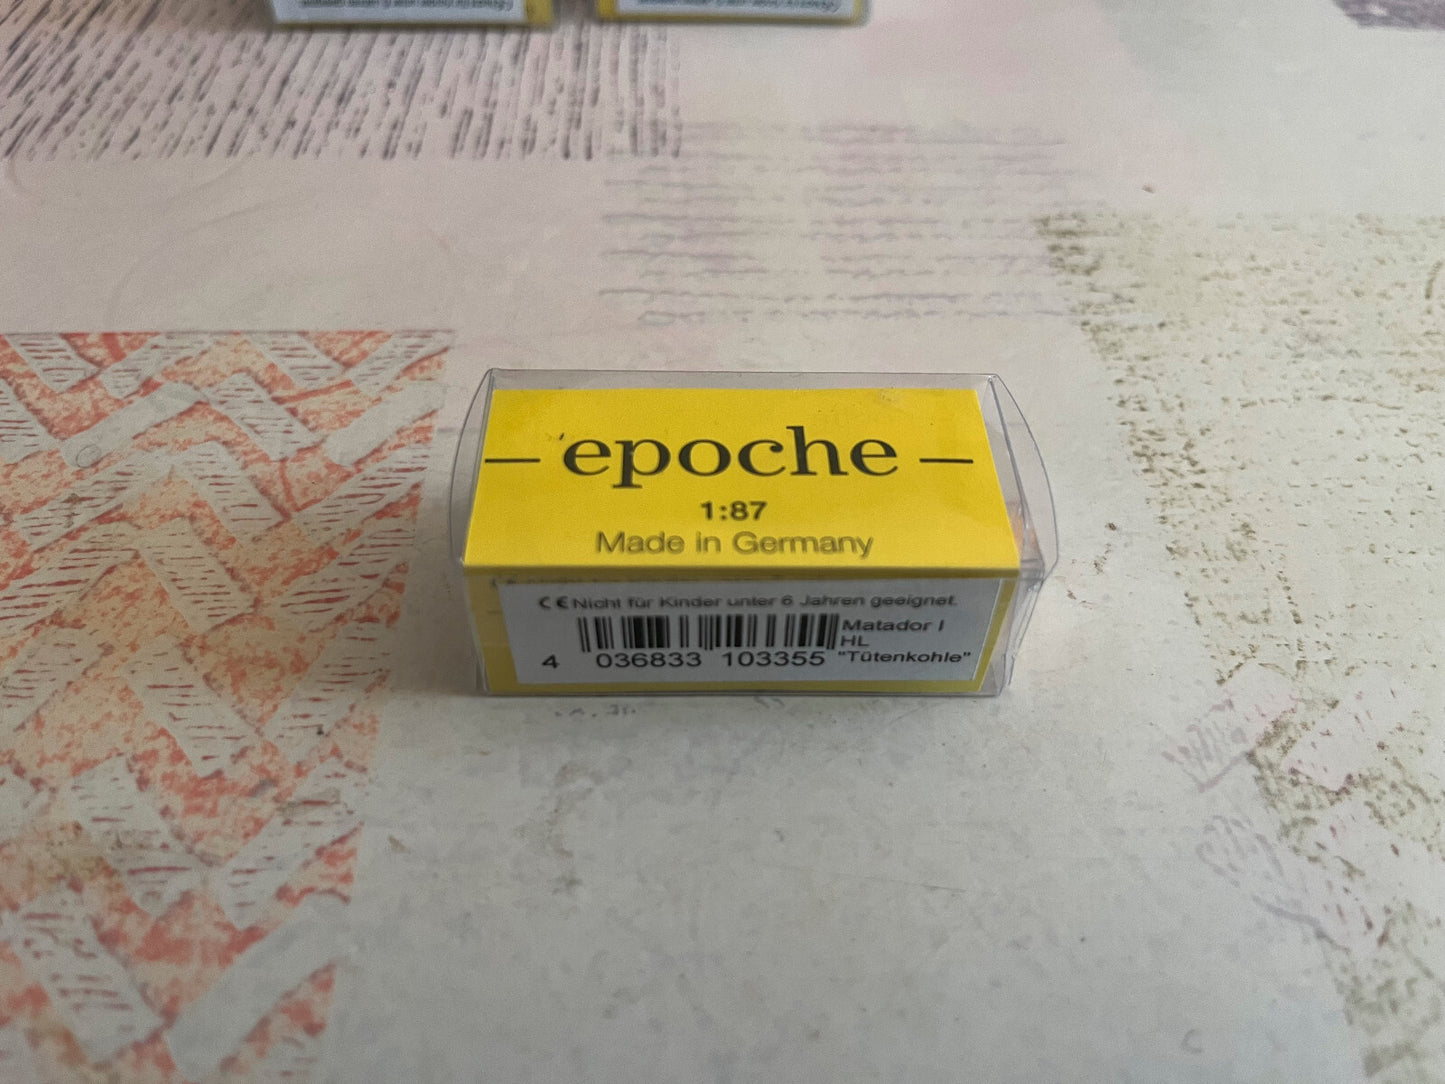 – epoche –
1:87
Made in Germany
CE Nicht für Kinder unter 6 Jahren geeignet.
Matador I
HL
"Tütenkohle"
4 036833 103355